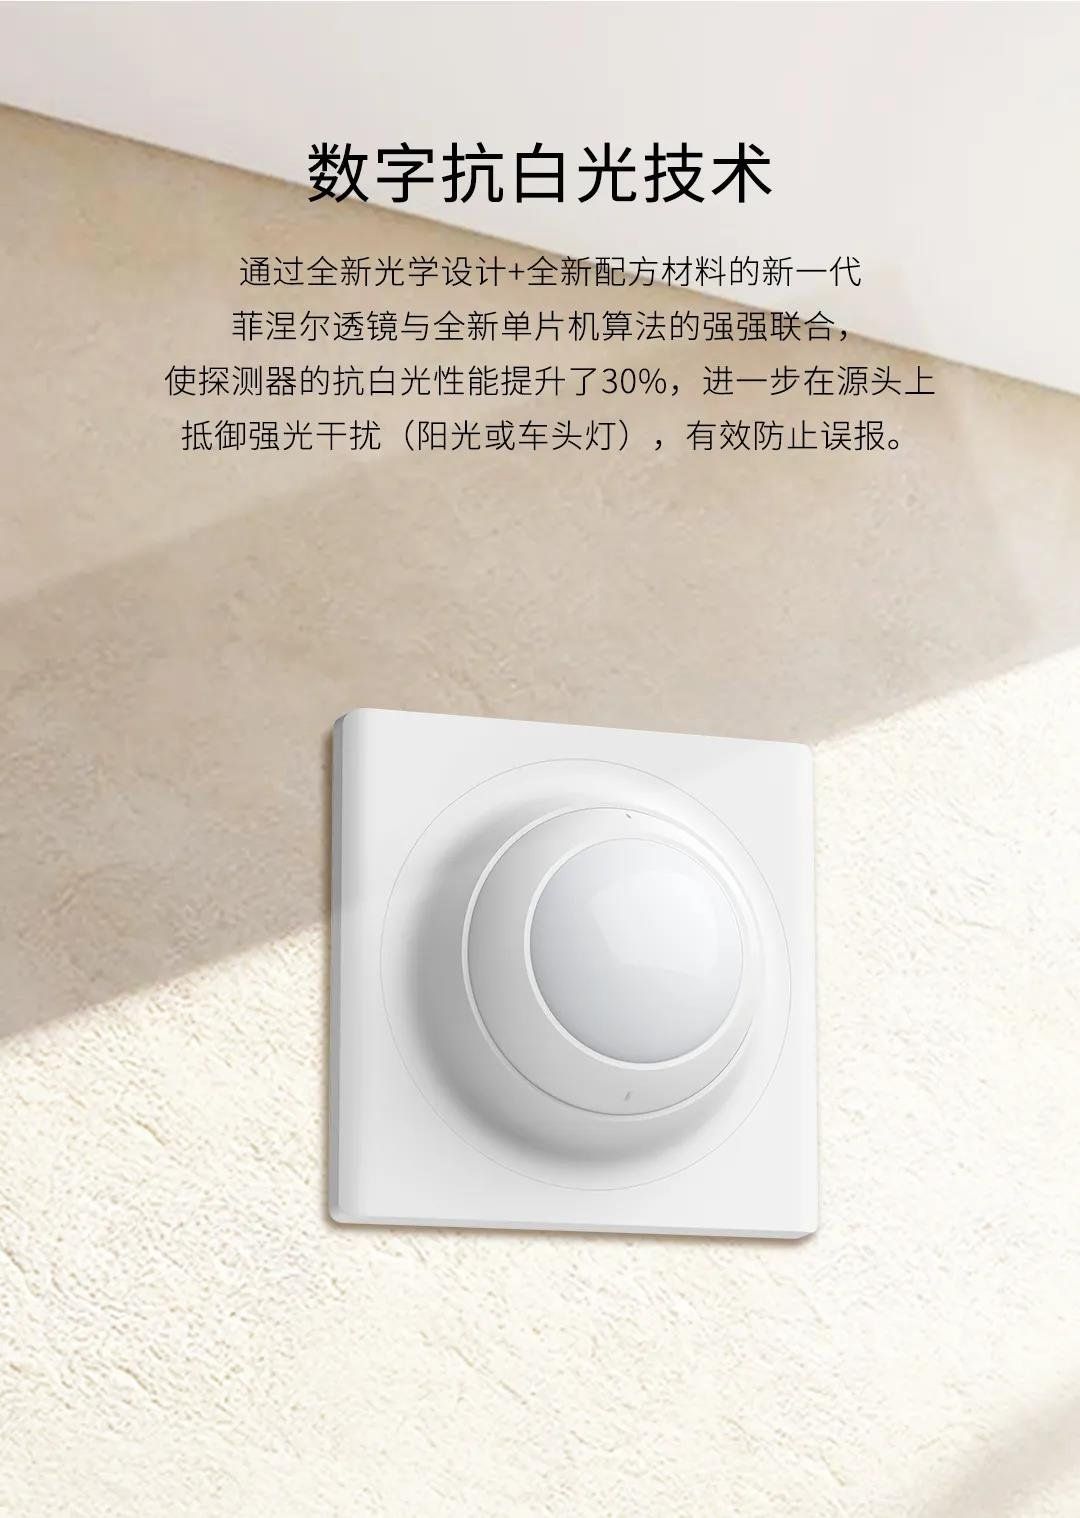 数字抗白光技术
通过全新光学设计+全新配方材料的新一代
菲涅尔透镜与全新单片机算法的强强联合，
使探测器的抗白光性能提升了30%，进一步在源头上
抵御强光干扰（阳光或车头灯），有效防止误报。